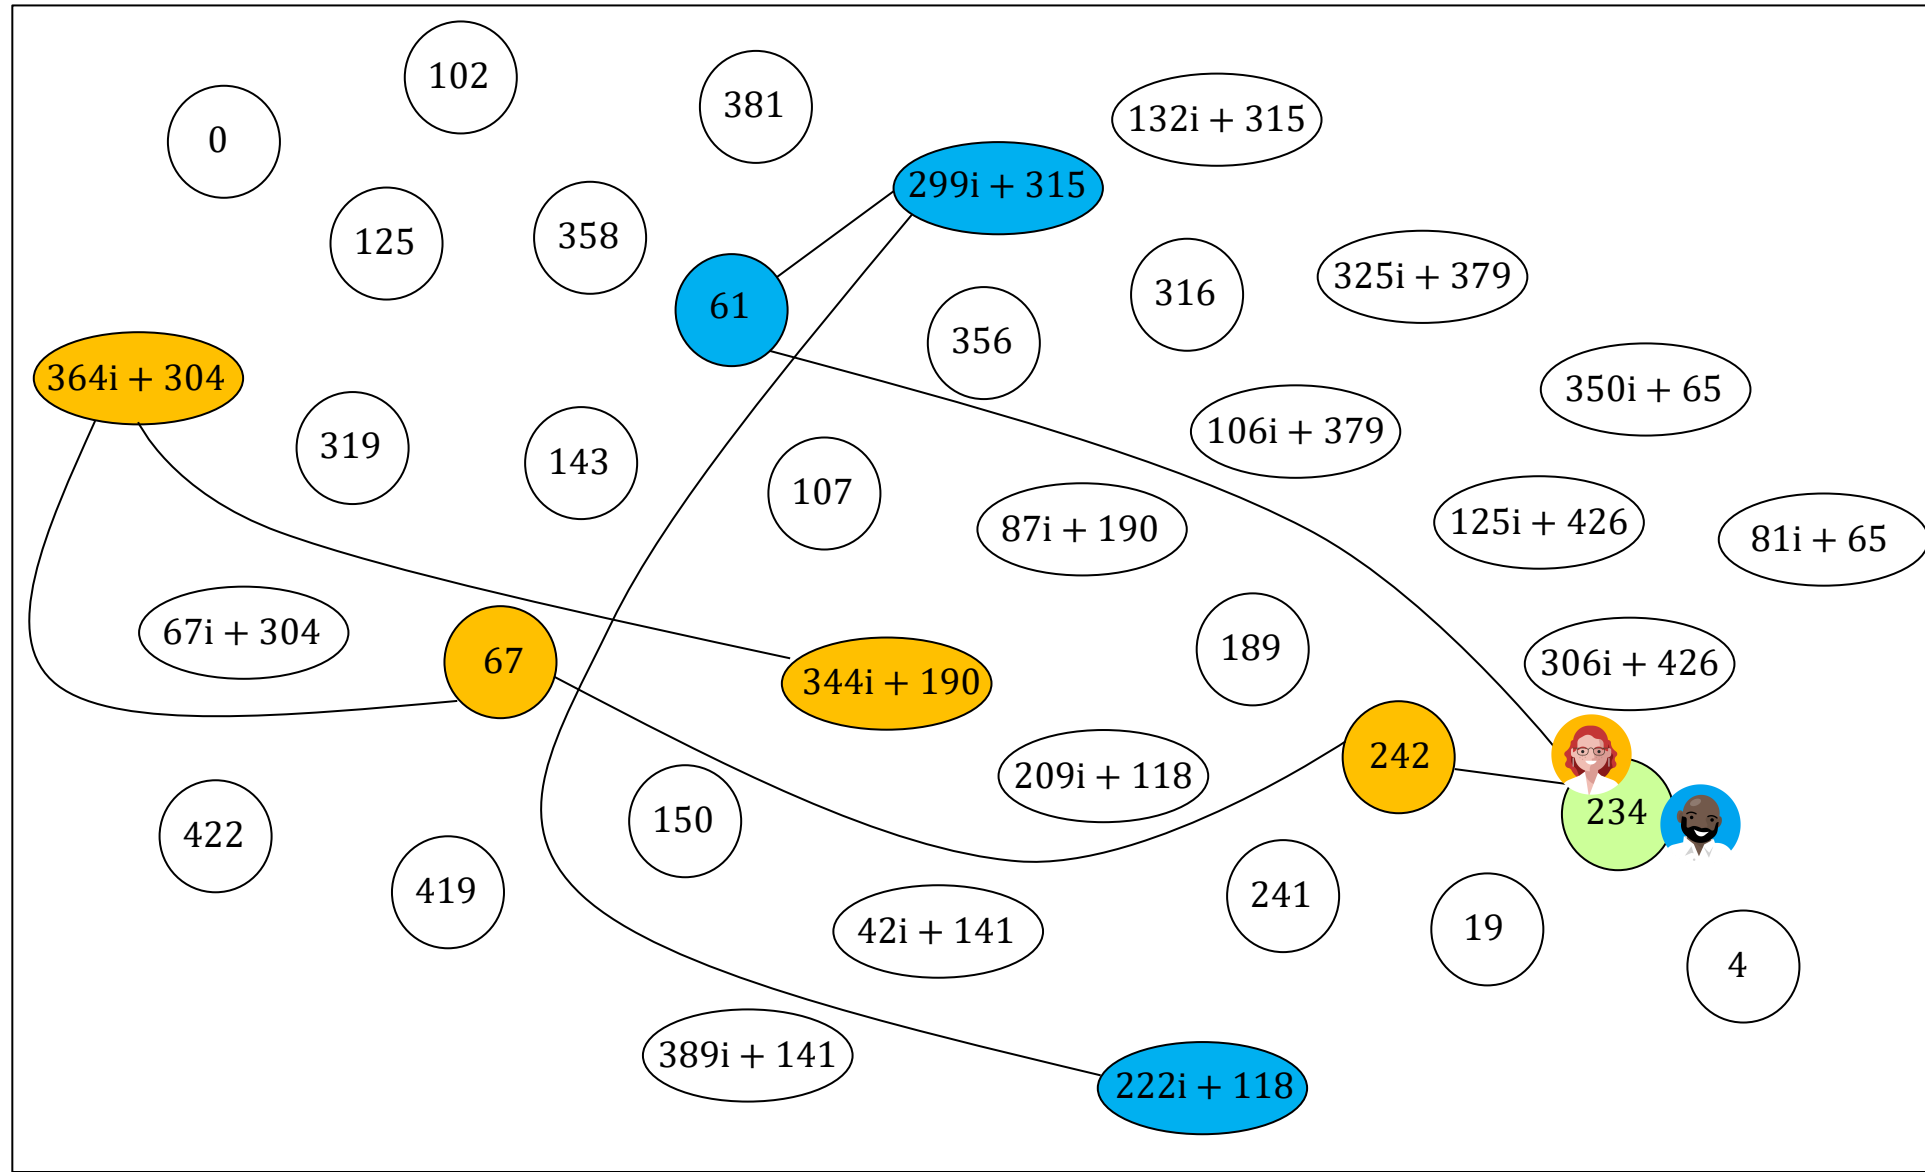 102
381
132i + 315
0
299i + 315
125
358
325i + 379
61
316
356
364i + 304
350i + 65
106i + 379
319
143
107
87i + 190
125i + 426
81i + 65
67i + 304
67
344i + 190
189
306i + 426
242
209i + 118
234
422
150
419
42i + 141
241
19
4
389i + 141
222i + 118